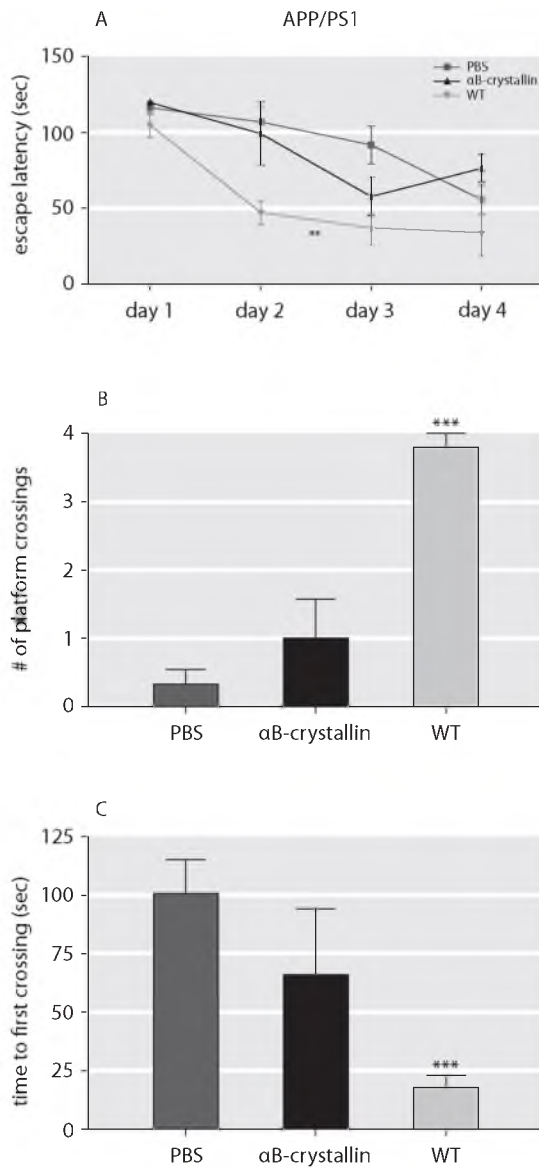 A APP/PS1
PBS
αB-crystallin
WT
escape latency (sec)
150
100
50
0
**
day 1 day 2 day 3 day 4
B
# of platform crossings
4
3
2
1
0
***
PBS αB-crystallin WT
C
time to first crossing (sec)
125
100
75
50
25
0
***
PBS αB-crystallin WT